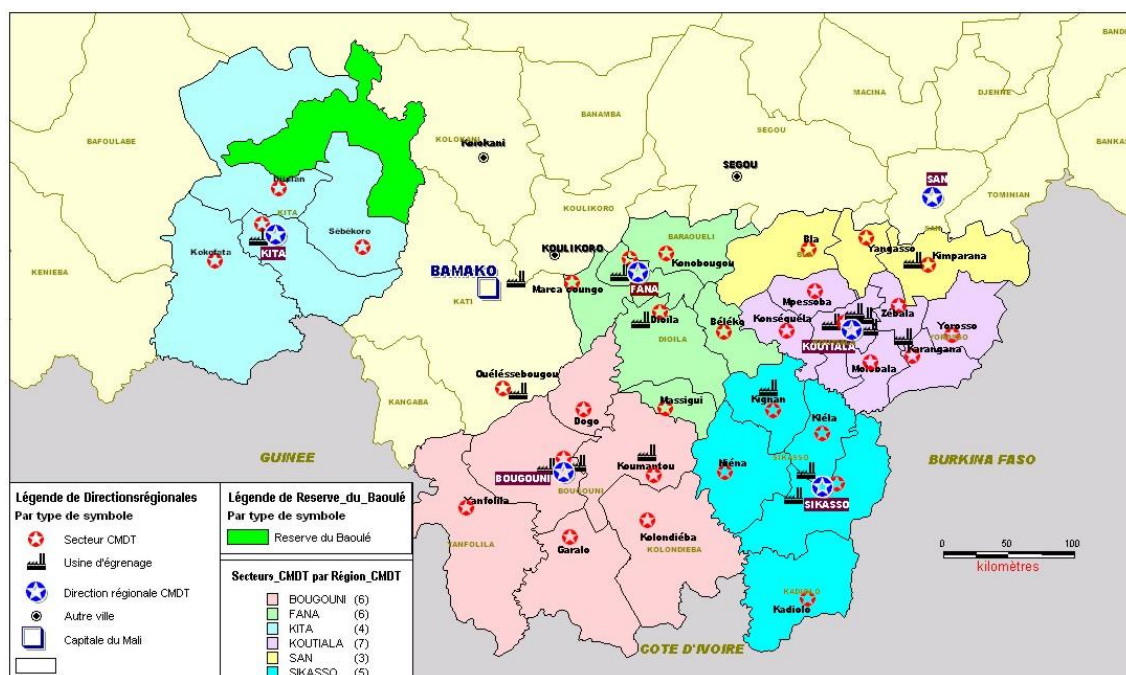 BANDI
MACINA
DJENNE
BANAMBA
SEGOU
BANKAS
BAFOULABE
KOLOKANI
Kolokani
SEGOU
SAN
TOMINIAN
KITA
KOULIKORO
BARAOUELI
SAN
Sébékoro
Bla
Yangasso
Kokofata
KITA
KOULIKORO
Konobougou
Kimparana
KENIEBA
BAMAKO
Marca coungo
FANA
Mpessoba
KATI
Dioila
Béléko
Konséguéla
Zébala
Yorosso
DIOILA
KOUTIALA
Karangana
Molobala
Ouéléssebougou
KANGABA
Massigui
Kignan
Dogo
Kléla
GUINEE
SIKASSO
BURKINA FASO
BOUGOUNI
Koumantou
Niéna
BOUGOUNI
SIKASSO
Yanfolila
YANFOLILA
Garalo
Kolondiéba
KOLONDIEBA
0
50
100
kilomètres
KADIOLO
Kadiolo
COTE D'IVOIRE
Légende de Directionsrégionales
Par type de symbole
Secteur CMDT
Usine d'égrenage
Direction régionale CMDT
Autre ville
Capitale du Mali
Légende de Reserve_du_Baoulé
Par type de symbole
Reserve du Baoulé
Secteurs_CMDT par Région_CMDT
BOUGOUNI (6)
FANA (6)
KITA (4)
KOUTIALA (7)
SAN (3)
SIKASSO (5)